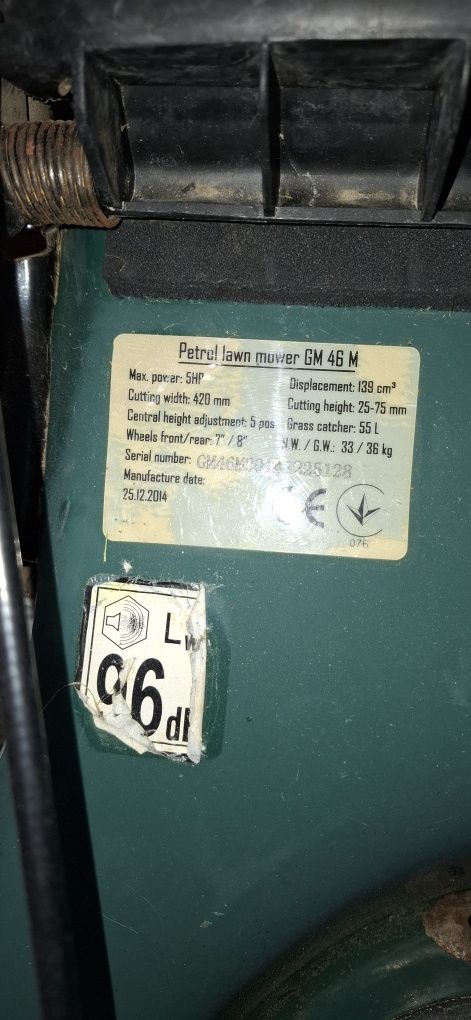 Petrol lawn mower GM 46 M
Max. power: 5HP
Displacement: 139 cm³
Cutting width: 420 mm
Cutting height: 25-75 mm
Central height adjustment: 5 pos
Grass catcher: 55 L
Wheels front/rear: 7" / 8"
N.W. / G.W.: 33 / 36 kg
Serial number:
Manufacture date:
25.12.2014
CE
076
Lw
96
dB